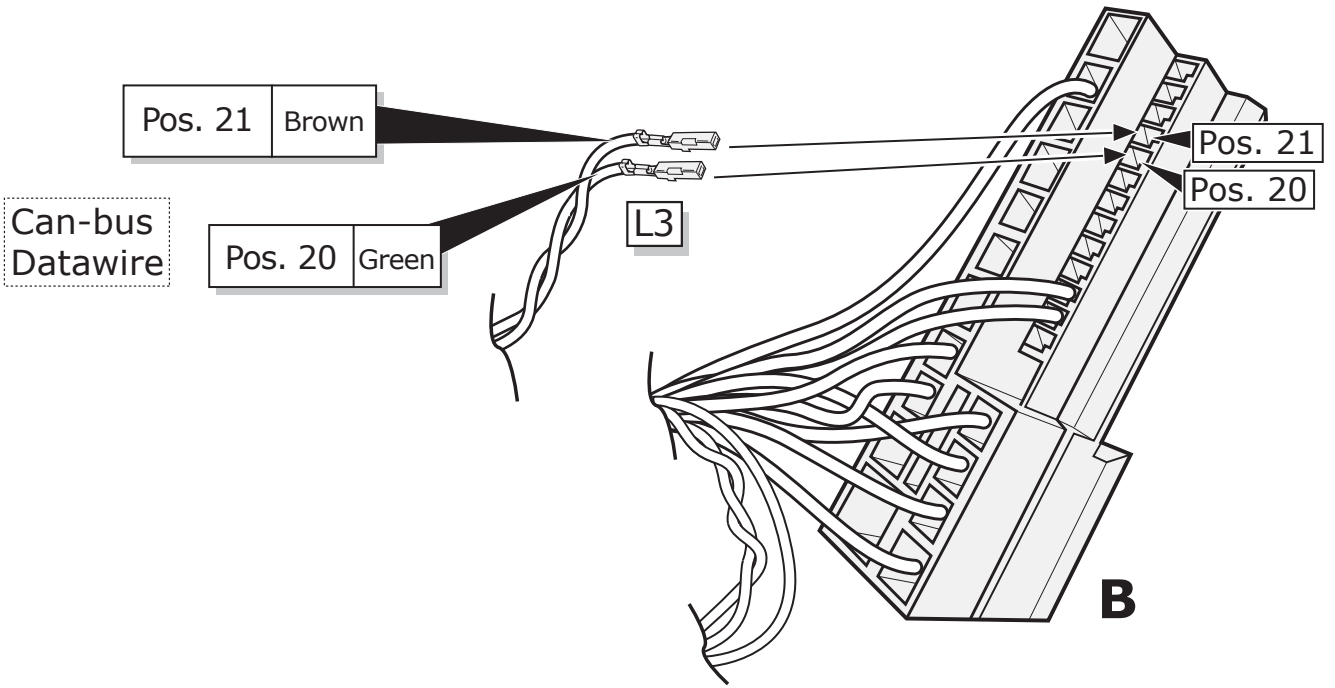 Pos. 21 Brown
Pos. 21
Pos. 20
Can-bus
Datawire
Pos. 20 Green
L3
B